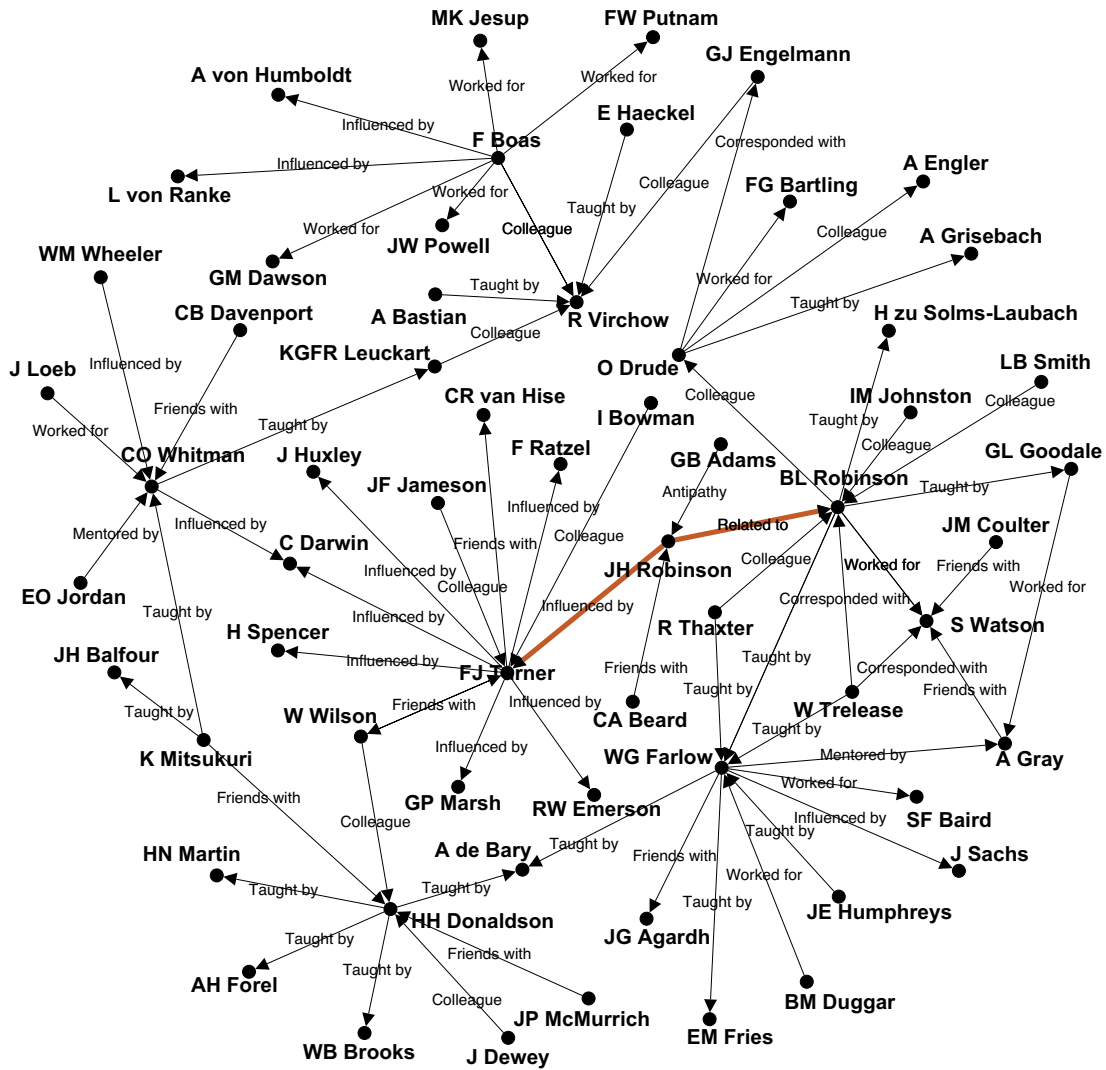 MK Jesup
FW Putnam
GJ Engelmann
A von Humboldt
Worked for
Worked for
E Haeckel
Influenced by
F Boas
Corresponded with
Influenced by
A Engler
L von Ranke
Worked for
Colleague
FG Bartling
Taught by
Worked for
Colleague
Colleague
A Grisebach
JW Powell
WM Wheeler
GM Dawson
Worked for
Taught by
Taught by
CB Davenport
A Bastian
R Virchow
H zu Solms-Laubach
Colleague
KGFR Leuckart
O Drude
LB Smith
J Loeb
Influenced by
CR van Hise
Colleague
IM Johnston
Colleague
Friends with
I Bowman
Taught by
Taught by
Worked for
F Ratzel
Colleague
CO Whitman
J Huxley
GB Adams
GL Goodale
BL Robinson
JF Jameson
Antipathy
Taught by
Influenced by
Mentored by
Influenced by
Related to
JM Coulter
C Darwin
Friends with
Colleague
Colleague
Worked for
Friends with
Influenced by
JH Robinson
EO Jordan
Colleague
Worked for
Corresponded with
Taught by
Influenced by
Influenced by
H Spencer
R Thaxter
S Watson
JH Balfour
Influenced by
Taught by
FJ Turner
Friends with
Corresponded with
Taught by
Friends with
W Wilson
Friends with
Influenced by
CA Beard
W Trelease
Taught by
Taught by
K Mitsukuri
Influenced by
WG Farlow
Mentored by
A Gray
Friends with
GP Marsh
RW Emerson
Worked for
Colleague
Influenced by
SF Baird
HN Martin
A de Bary
Taught by
Friends with
Taught by
J Sachs
Taught by
Taught by
Worked for
HH Donaldson
Taught by
JE Humphreys
Taught by
JG Agardh
Friends with
Taught by
AH Forel
Colleague
BM Duggar
JP McMurrich
EM Fries
WB Brooks
J Dewey